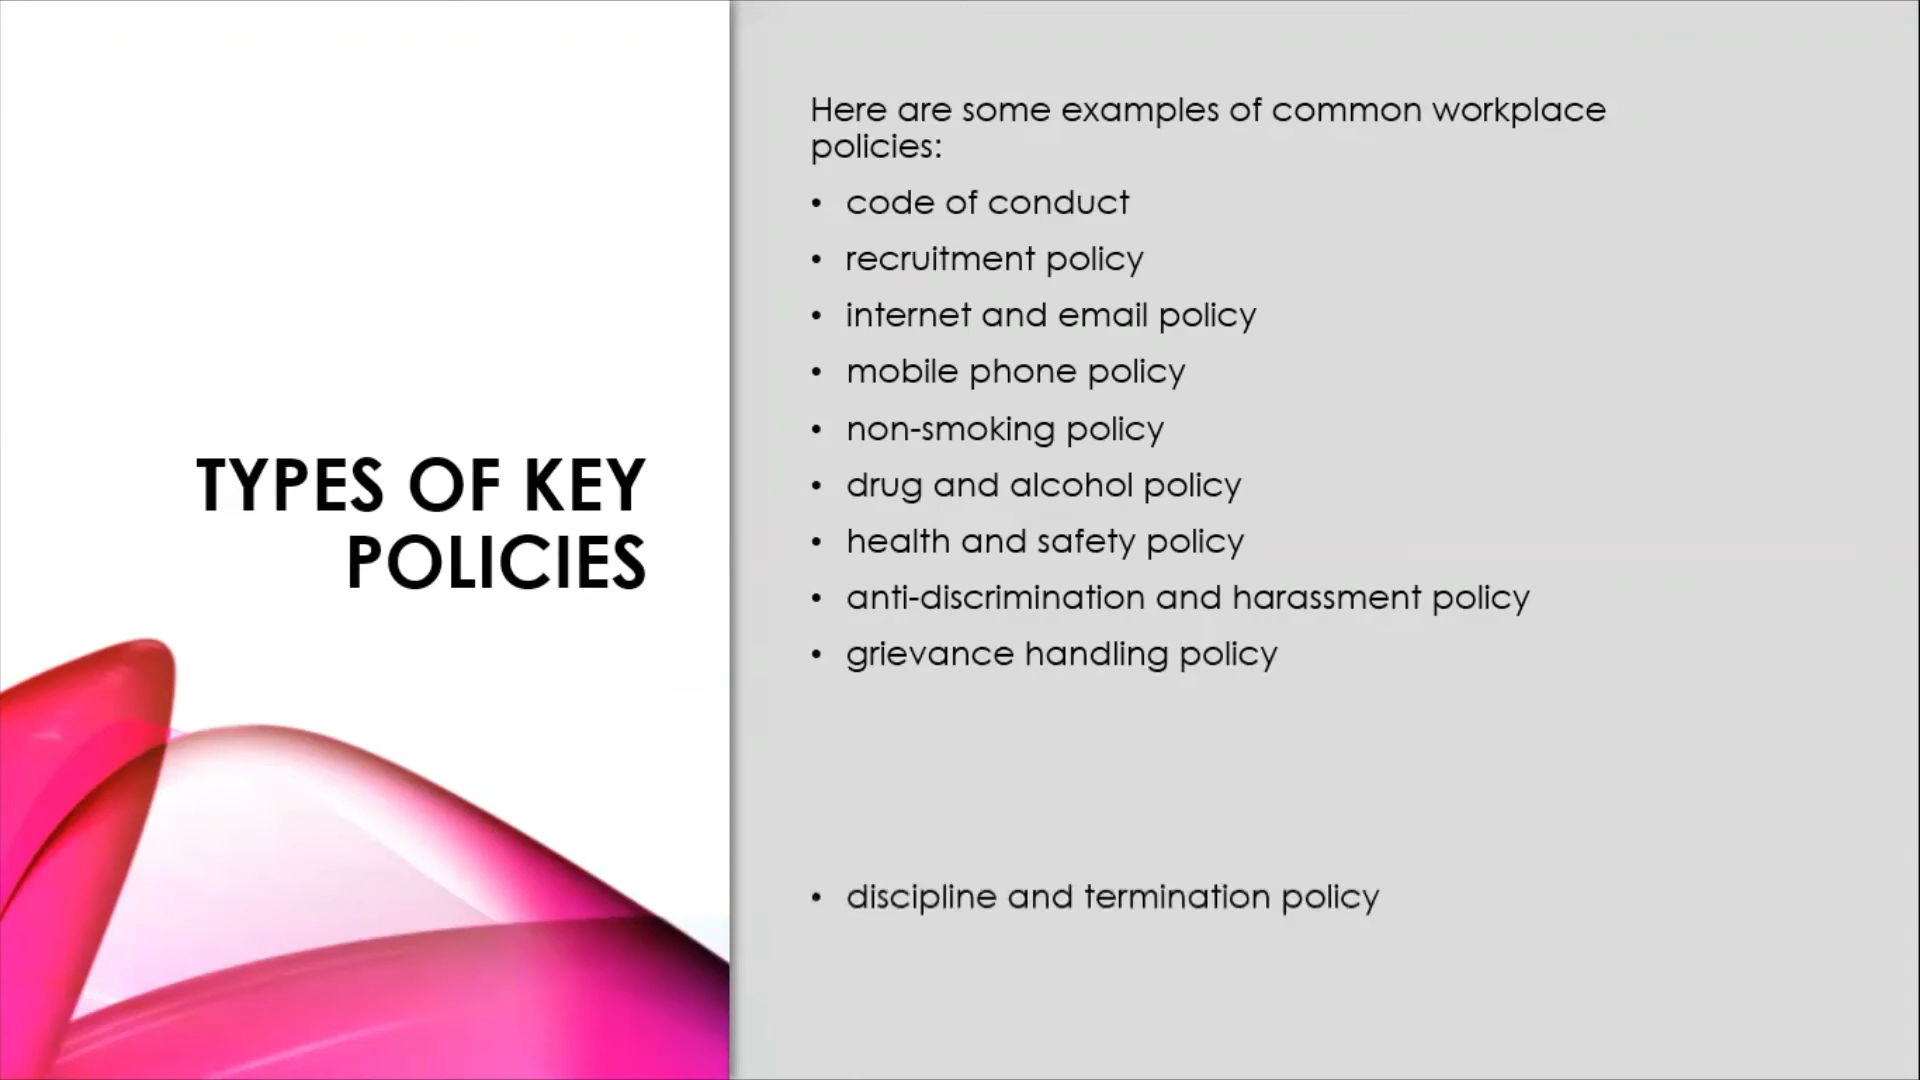 TYPES OF KEY
POLICIES
Here are some examples of common workplace
policies:
• code of conduct
• recruitment policy
• internet and email policy
• mobile phone policy
• non-smoking policy
• drug and alcohol policy
• health and safety policy
• anti-discrimination and harassment policy
• grievance handling policy
• discipline and termination policy